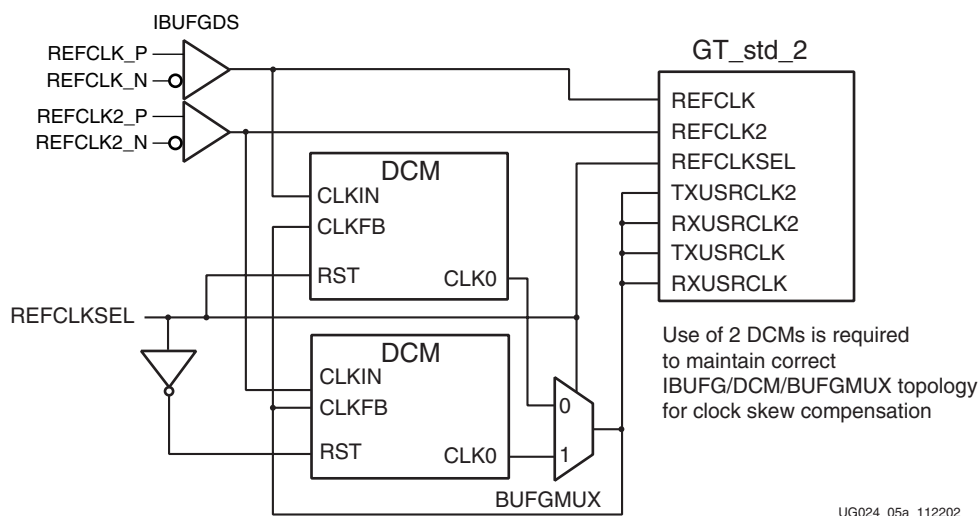 IBUFGDS
REFCLK_P
REFCLK_N
REFCLK2_P
REFCLK2_N
GT_std_2
REFCLK
REFCLK2
REFCLKSEL
TXUSRCLK2
RXUSRCLK2
TXUSRCLK
RXUSRCLK
DCM
CLKIN
CLKFB
RST
CLK0
REFCLKSEL
DCM
CLKIN
CLKFB
RST
CLK0
0
1
BUFGMUX
Use of 2 DCMs is required
to maintain correct
IBUFG/DCM/BUFGMUX topology
for clock skew compensation
UG024_05a_112202